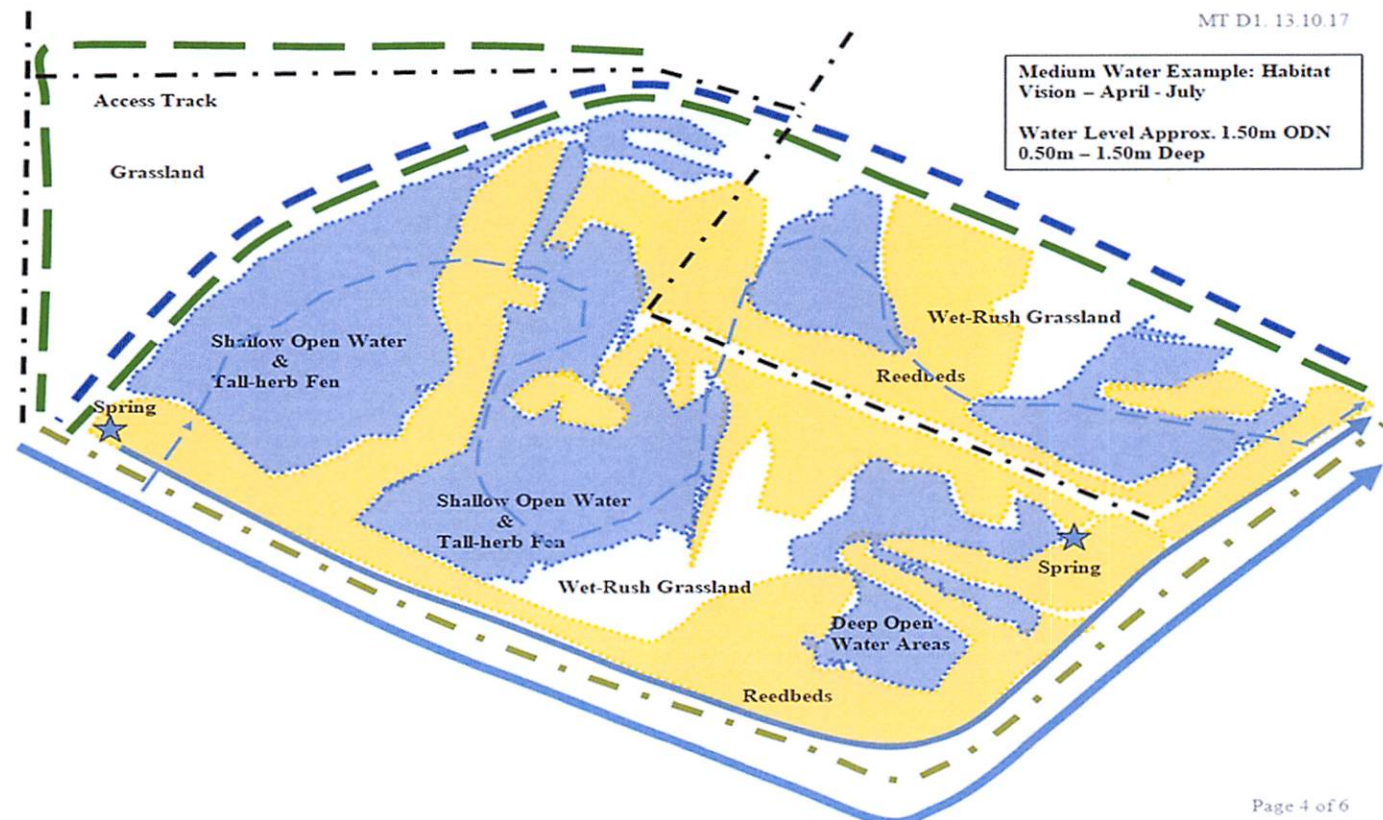 MT D1. 13.10.17
Medium Water Example: Habitat
Vision – April - July
Water Level Approx. 1.50m ODN
0.50m – 1.50m Deep
Access Track
Grassland
Wet-Rush Grassland
Shallow Open Water
&
Tall-herb Fen
Reedbeds
Spring
Shallow Open Water
&
Tall-herb Fen
Spring
Wet-Rush Grassland
Deep Open
Water Areas
Reedbeds
Page 4 of 6